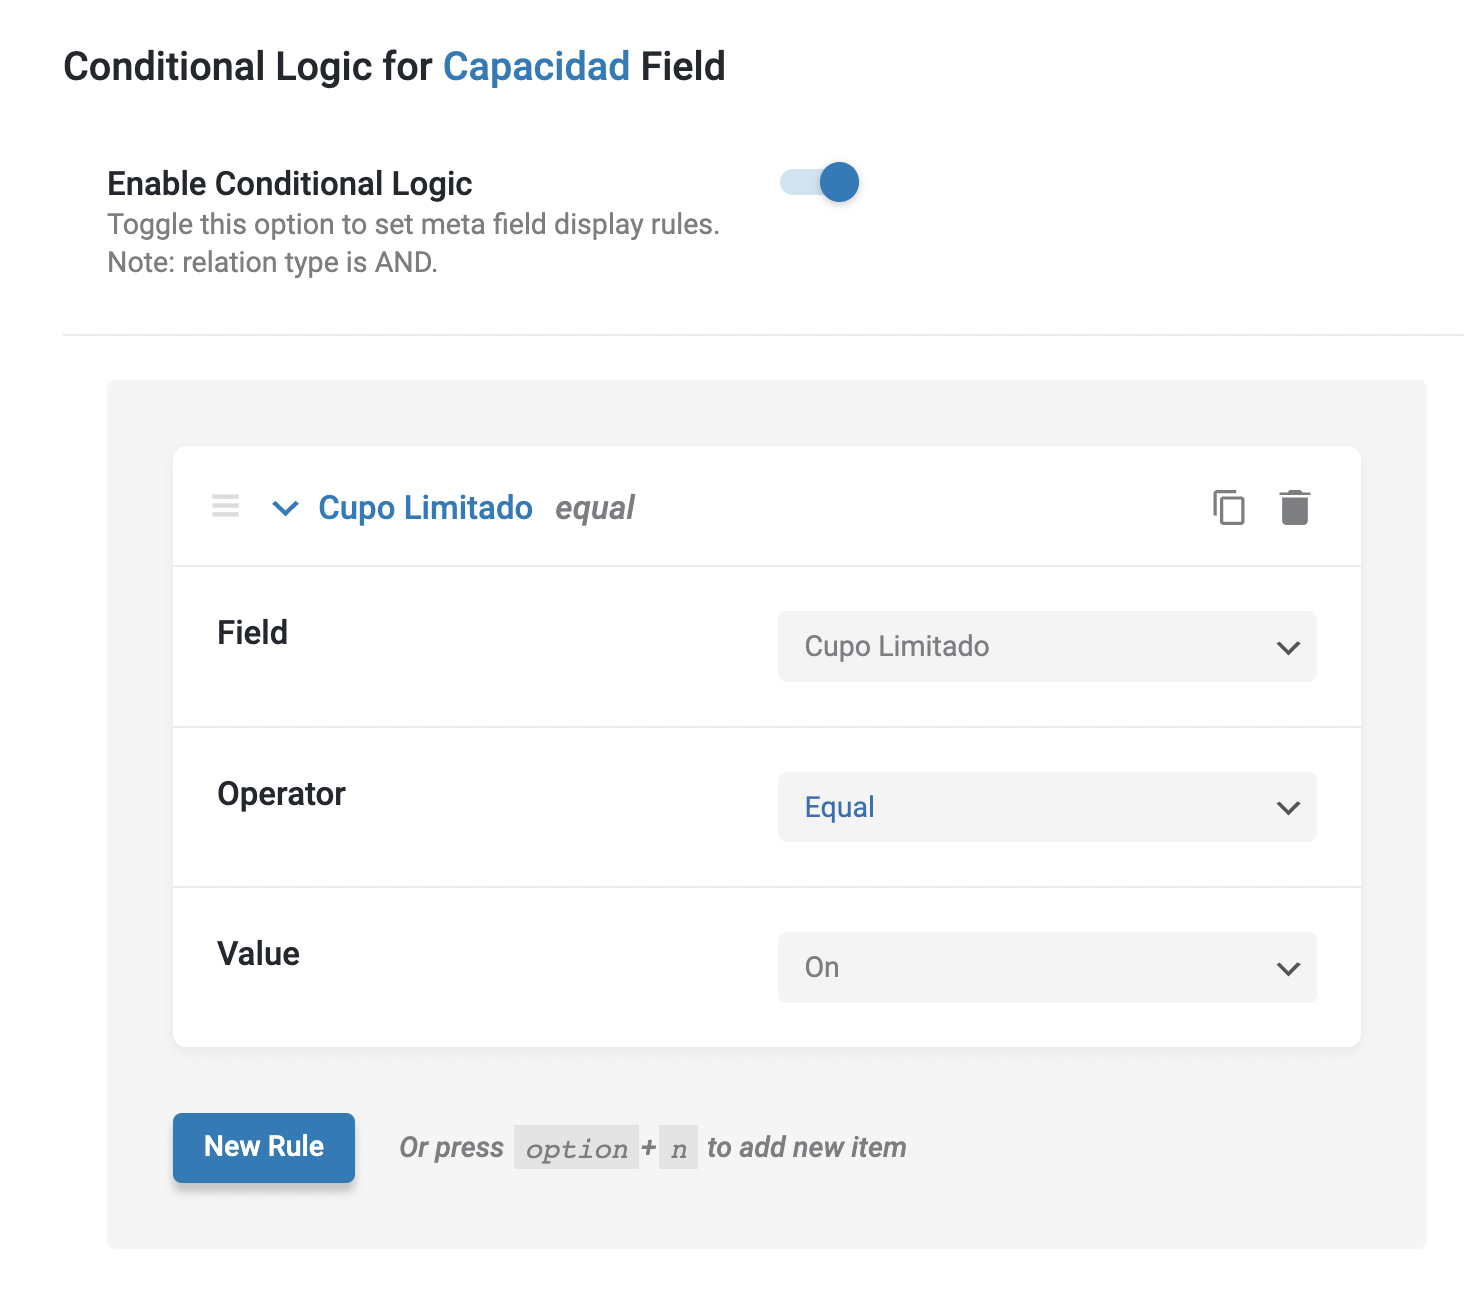 Conditional Logic for Capacidad Field
Enable Conditional Logic
Toggle this option to set meta field display rules.
Note: relation type is AND.
Cupo Limitado equal
Field
Cupo Limitado
Operator
Equal
Value
On
New Rule
Or press option + n to add new item